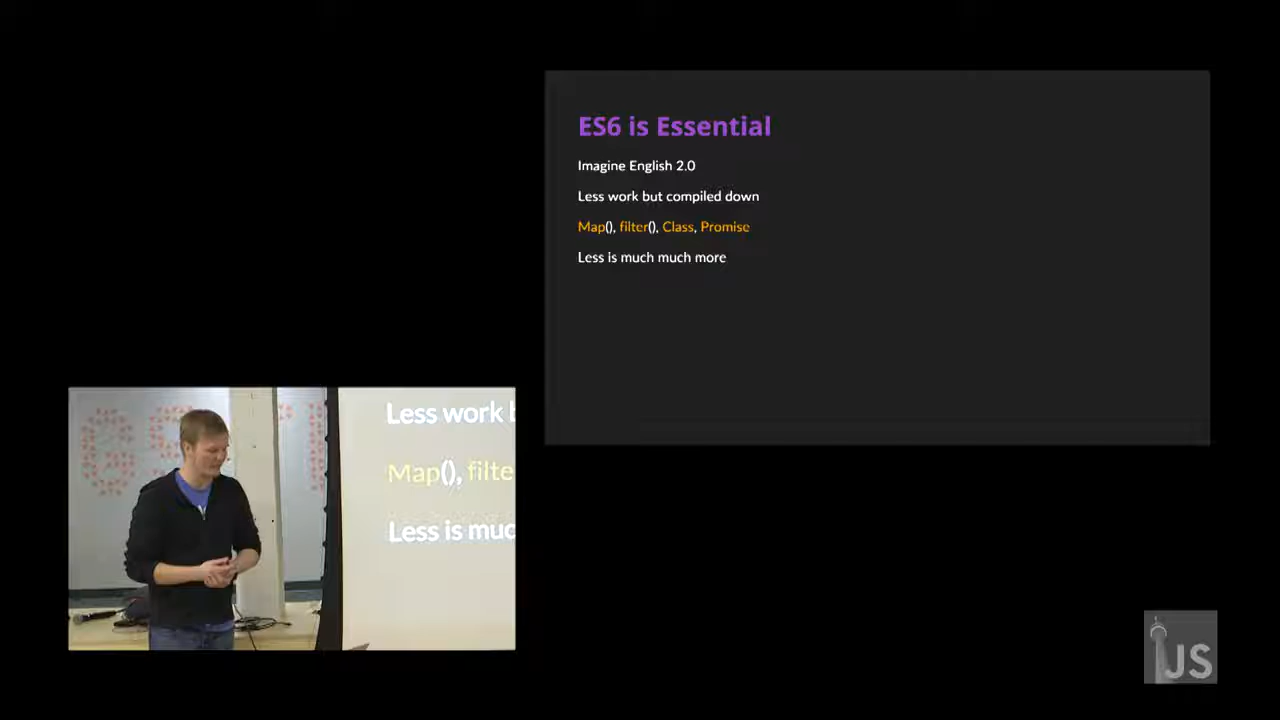 ES6 is Essential
Imagine English 2.0
Less work but compiled down
Map(), filter(), Class, Promise
Less is much much more
Less work
Map(), filte
Less is muc
JS